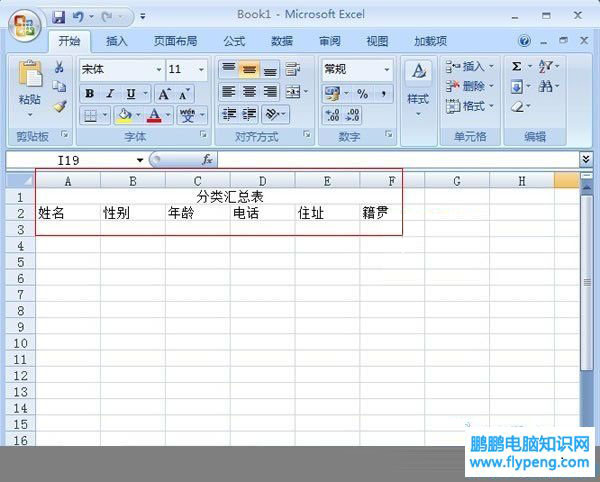 Book1 - Microsoft Excel
开始 插入 页面布局 公式 数据 审阅 视图 加载项
宋体 11 常规 Σ
粘贴 B I U A A % , 样式 插入 删除 格式
剪贴板 字体 对齐方式 数字 单元格 编辑
I19 fx
A B C D E F G H
1 分类汇总表
2 姓名 性别 年龄 电话 住址 籍贯
3
4
5
6
7
8
9
10
11
12
13
14
15
16
鹏鹏电脑知识网
www.flypeng.com